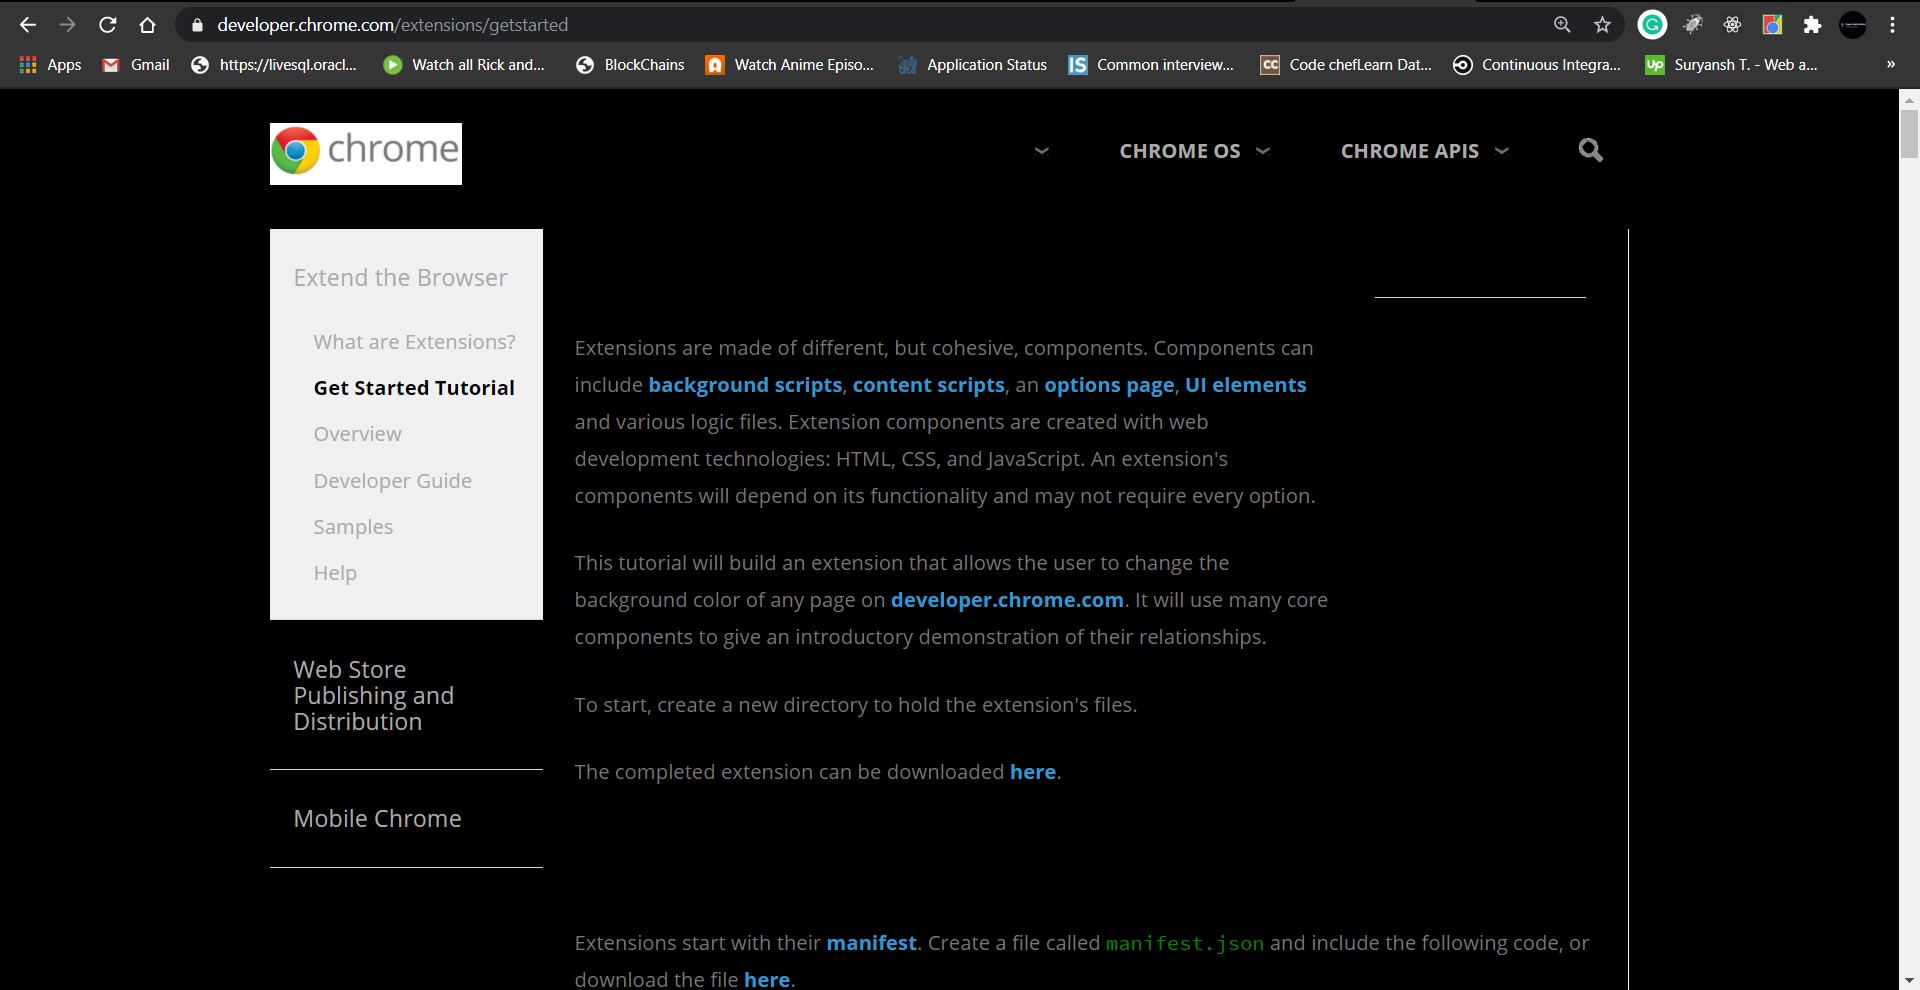 developer.chrome.com/extensions/getstarted
Apps Gmail https://livesql.oracl... Watch all Rick and... BlockChains Watch Anime Episo... Application Status IS Common interview... CC Code chefLearn Dat... Continuous Integra... Up Suryansh T. - Web a... »
chrome
CHROME OS CHROME APIS
Extend the Browser
What are Extensions?
Get Started Tutorial
Overview
Developer Guide
Samples
Help
Web Store
Publishing and
Distribution
Mobile Chrome
Extensions are made of different, but cohesive, components. Components can
include background scripts, content scripts, an options page, UI elements
and various logic files. Extension components are created with web
development technologies: HTML, CSS, and JavaScript. An extension's
components will depend on its functionality and may not require every option.
This tutorial will build an extension that allows the user to change the
background color of any page on developer.chrome.com. It will use many core
components to give an introductory demonstration of their relationships.
To start, create a new directory to hold the extension's files.
The completed extension can be downloaded here.
Extensions start with their manifest. Create a file called manifest.json and include the following code, or
download the file here.